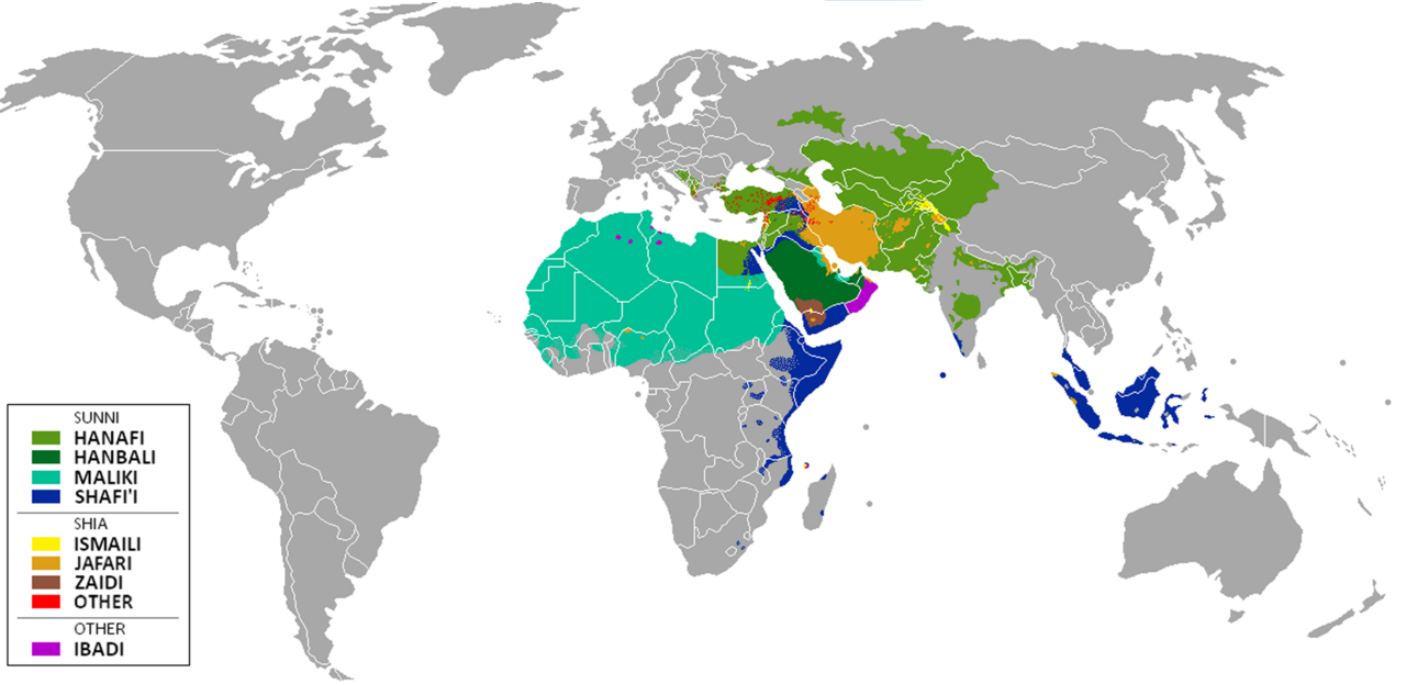 SUNNI
HANAFI
HANBALI
MALIKI
SHAFI'I
SHIA
ISMAILI
JAFARI
ZAIDI
OTHER
OTHER
IBADI